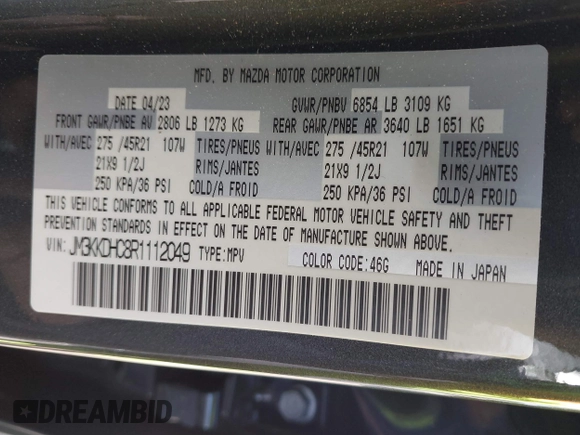 MFD. BY MAZDA MOTOR CORPORATION
DATE 04/23 GVWR/PNBV 6854 LB 3109 KG
FRONT GAWR/PNBE AV 2806 LB 1273 KG REAR GAWR/PNBE AR 3640 LB 1651 KG
WITH/AVEC 275 /45R21 107W TIRES/PNEUS WITH/AVEC 275 /45R21 107W TIRES/PNEUS
21X9 1/2J RIMS/JANTES 21X9 1/2J RIMS/JANTES
250 KPA/36 PSI COLD/A FROID 250 KPA/36 PSI COLD/A FROID
THIS VEHICLE CONFORMS TO ALL APPLICABLE FEDERAL MOTOR VEHICLE SAFETY AND THEFT
PREVENTION STANDARDS IN EFFECT ON THE DATE OF MANUFACTURE SHOWN ABOVE.
VIN: JM3KKDHC8R1112049 TYPE:MPV COLOR CODE:46G MADE IN JAPAN
DREAMBID